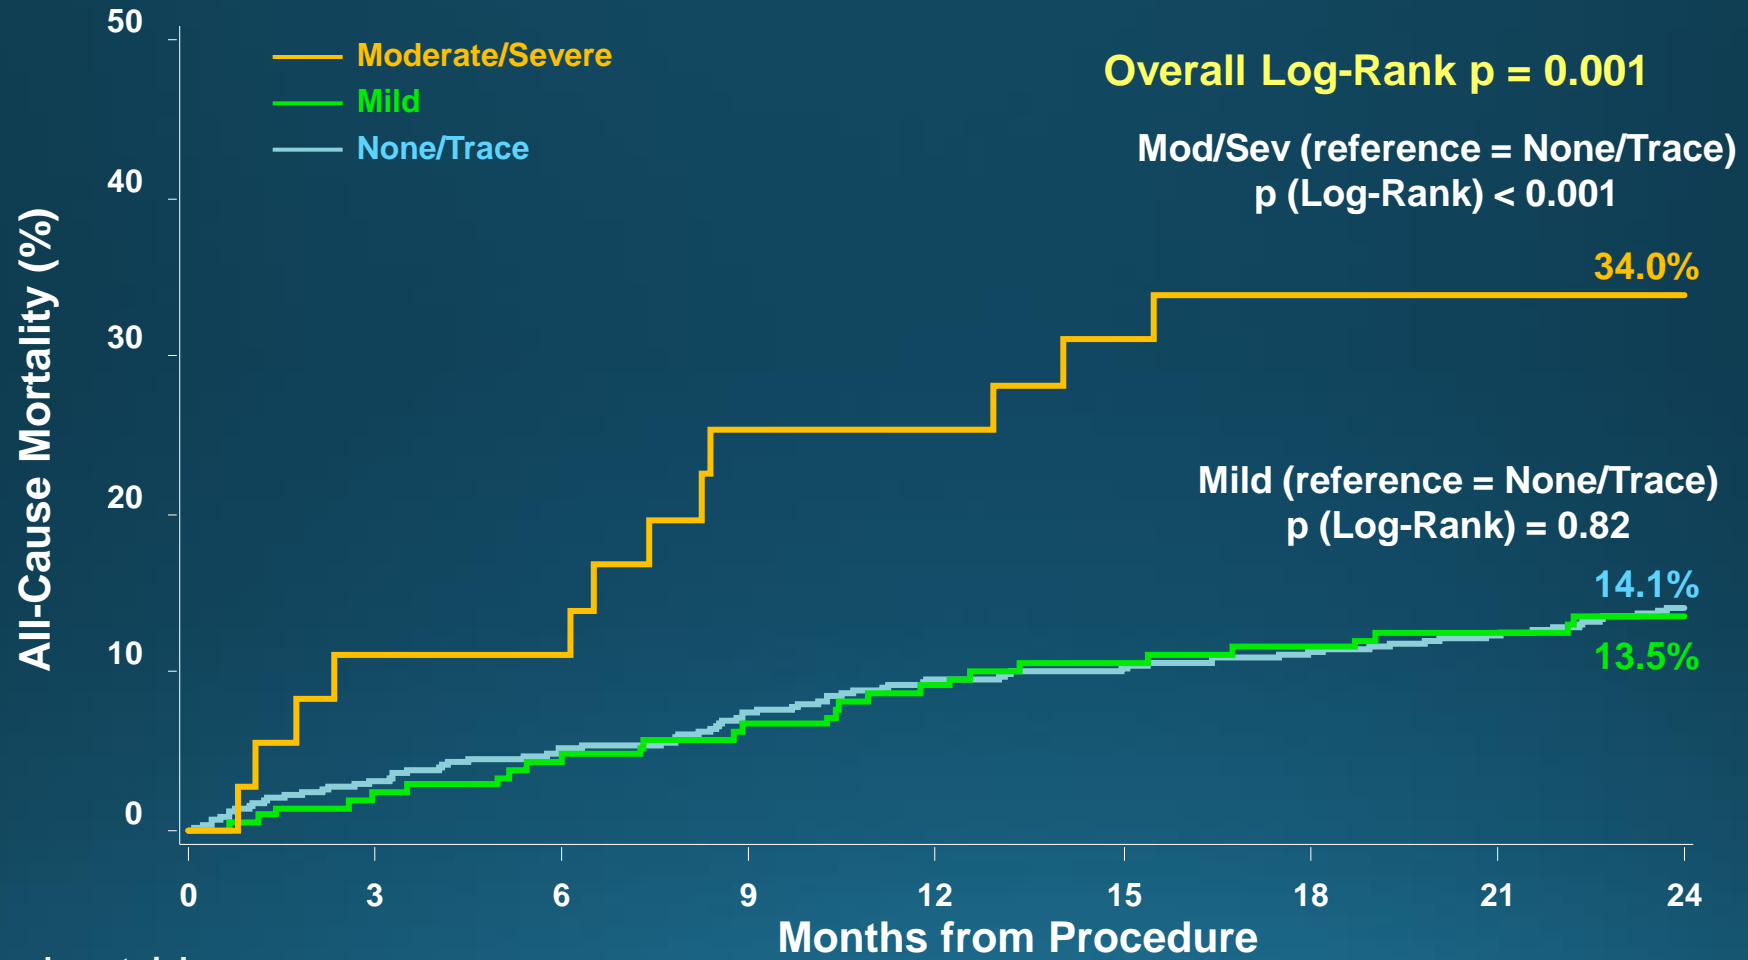 50
Moderate/Severe
Overall Log-Rank p = 0.001
Mild
None/Trace
Mod/Sev (reference = None/Trace)
p (Log-Rank) < 0.001
40
34.0%
30
20
Mild (reference = None/Trace)
p (Log-Rank) = 0.82
14.1%
13.5%
10
0
All-Cause Mortality (%)
0 3 6 9 12 15 18 21 24
Months from Procedure